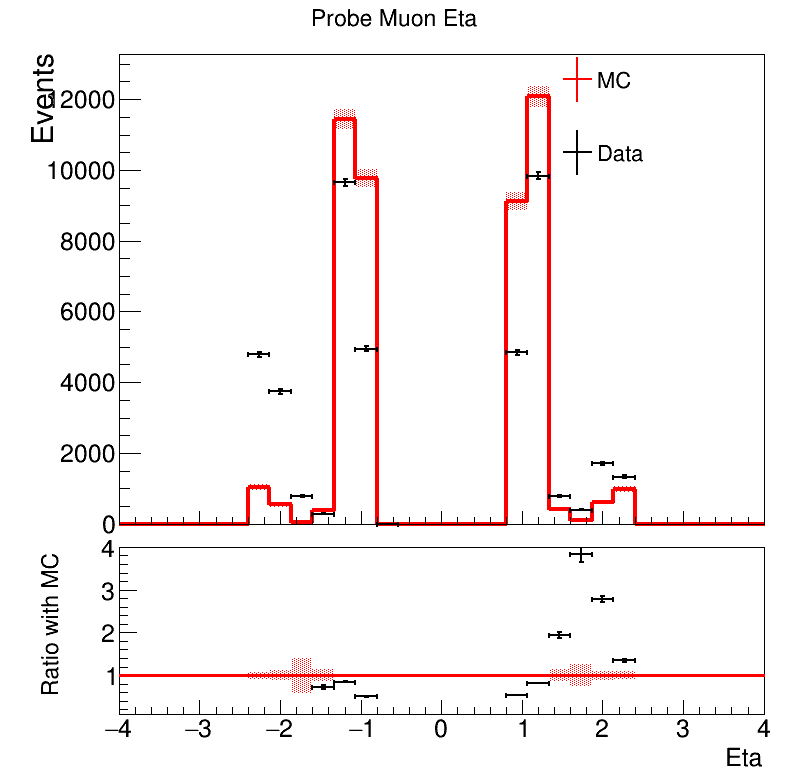 Probe Muon Eta
Events
12000
10000
8000
6000
4000
2000
0
MC
Data
Ratio with MC
4
3
2
1
−4 −3 −2 −1 0 1 2 3 4
Eta